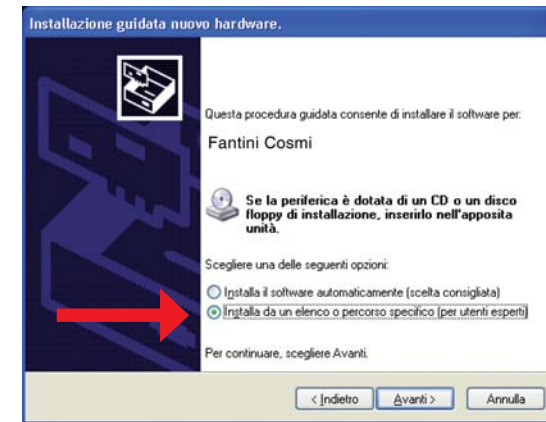 Installazione guidata nuovo hardware.
Questa procedura guidata consente di installare il software per:
Fantini Cosmi
Se la periferica è dotata di un CD o un disco
floppy di installazione, inserirlo nell'apposita
unità.
Scegliere una delle seguenti opzioni:
Installa il software automaticamente (scelta consigliata)
Installa da un elenco o percorso specifico (per utenti esperti)
Per continuare, scegliere Avanti.
< Indietro Avanti > Annulla